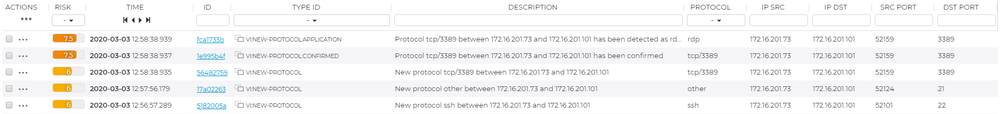 ACTIONS RISK TIME ID TYPE ID DESCRIPTION PROTOCOL IP SRC IP DST SRC PORT DST PORT
••• - - -
••• 7.5 2020-03-03 12:58:38.939 fca1733b VI:NEW-PROTOCOL:APPLICATION Protocol tcp/3389 between 172.16.201.73 and 172.16.201.101 has been detected as rd... rdp 172.16.201.73 172.16.201.101 52159 3389
••• 7.5 2020-03-03 12:58:38.937 1e995b4f VI:NEW-PROTOCOL:CONFIRMED Protocol tcp/3389 between 172.16.201.73 and 172.16.201.101 has been confirmed tcp/3389 172.16.201.73 172.16.201.101 52159 3389
••• 6 2020-03-03 12:58:38.935 56482759 VI:NEW-PROTOCOL New protocol tcp/3389 between 172.16.201.73 and 172.16.201.101 tcp/3389 172.16.201.73 172.16.201.101 52159 3389
••• 6 2020-03-03 12:57:56.179 17a02263 VI:NEW-PROTOCOL New protocol other between 172.16.201.73 and 172.16.201.101 other 172.16.201.73 172.16.201.101 52124 21
••• 6 2020-03-03 12:56:57.289 5182005a VI:NEW-PROTOCOL New protocol ssh between 172.16.201.73 and 172.16.201.101 ssh 172.16.201.73 172.16.201.101 52101 22